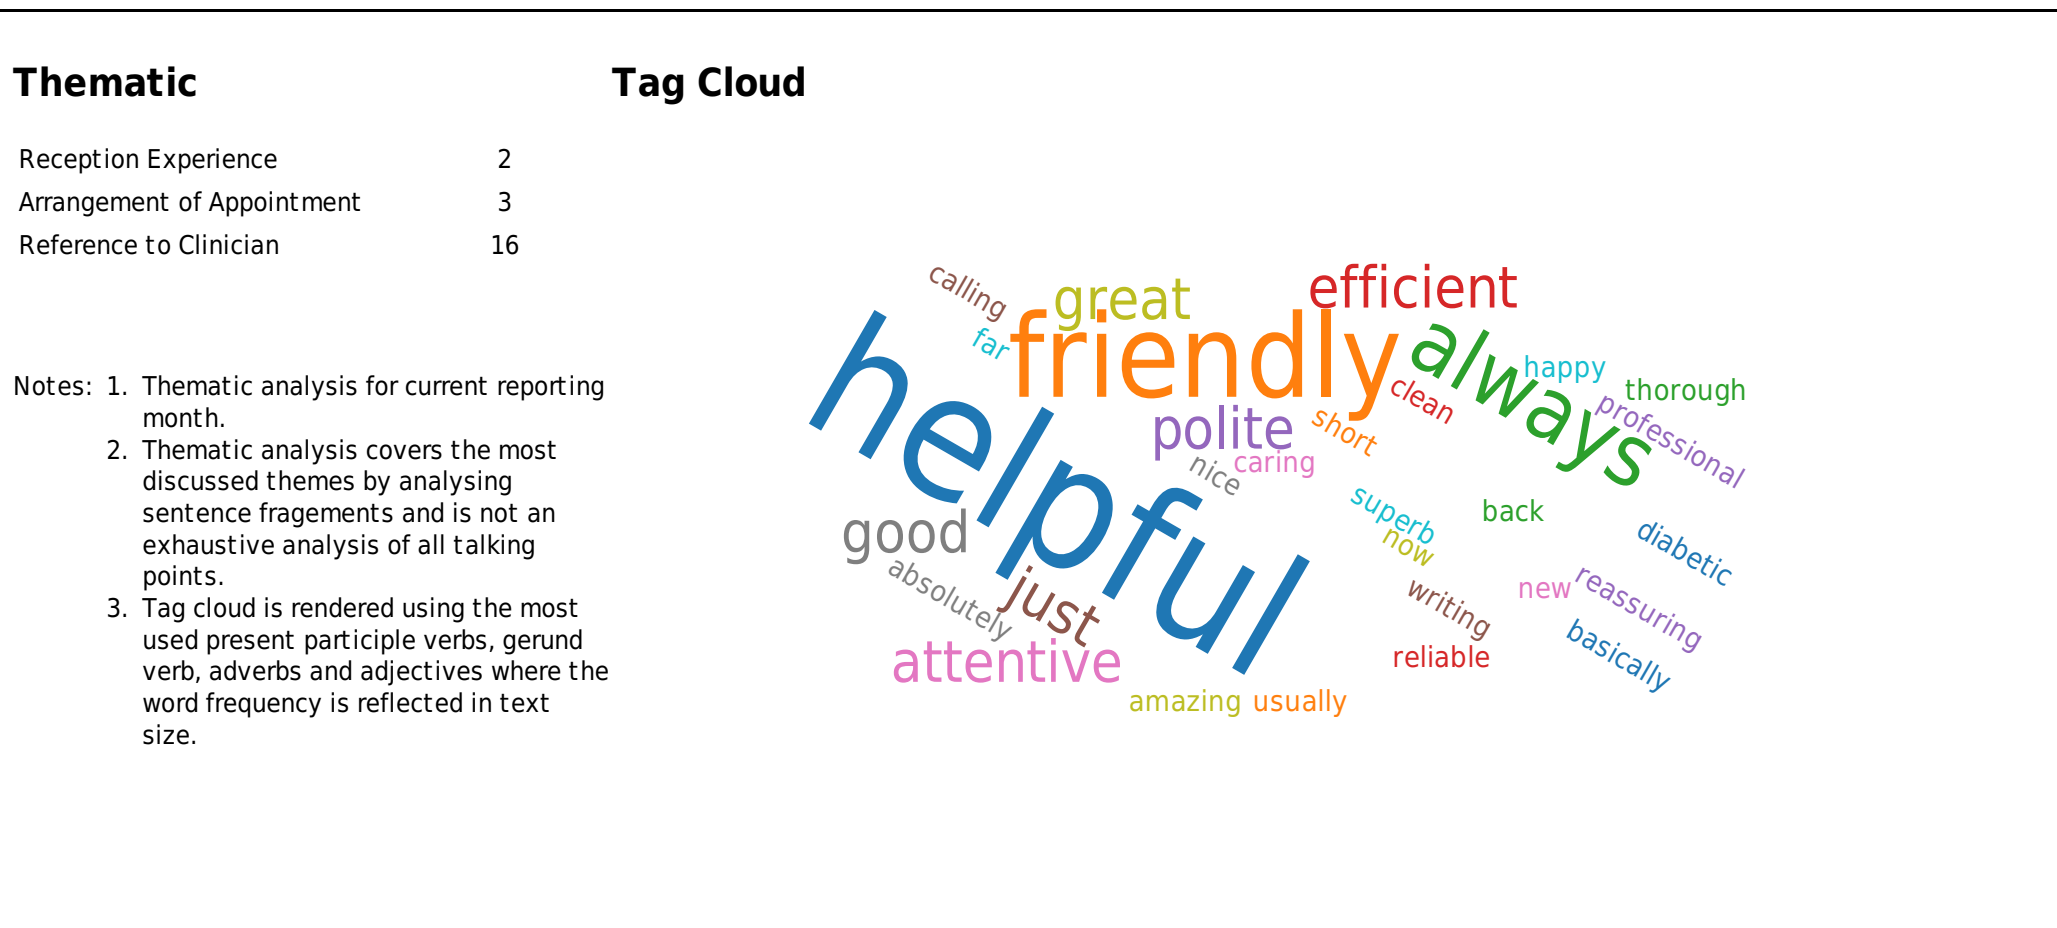 Thematic
Reception Experience 2
Arrangement of Appointment 3
Reference to Clinician 16
Notes: 1. Thematic analysis for current reporting
month.
2. Thematic analysis covers the most
discussed themes by analysing
sentence fragements and is not an
exhaustive analysis of all talking
points.
3. Tag cloud is rendered using the most
used present participle verbs, gerund
verb, adverbs and adjectives where the
word frequency is reflected in text
size.
Tag Cloud
calling
great
efficient
far
friendly
always
happy
thorough
helpful
clean
professional
polite
short
nice
caring
superb
back
good
now
diabetic
absolutely
just
writing
new
reassuring
attentive
reliable
basically
amazing
usually